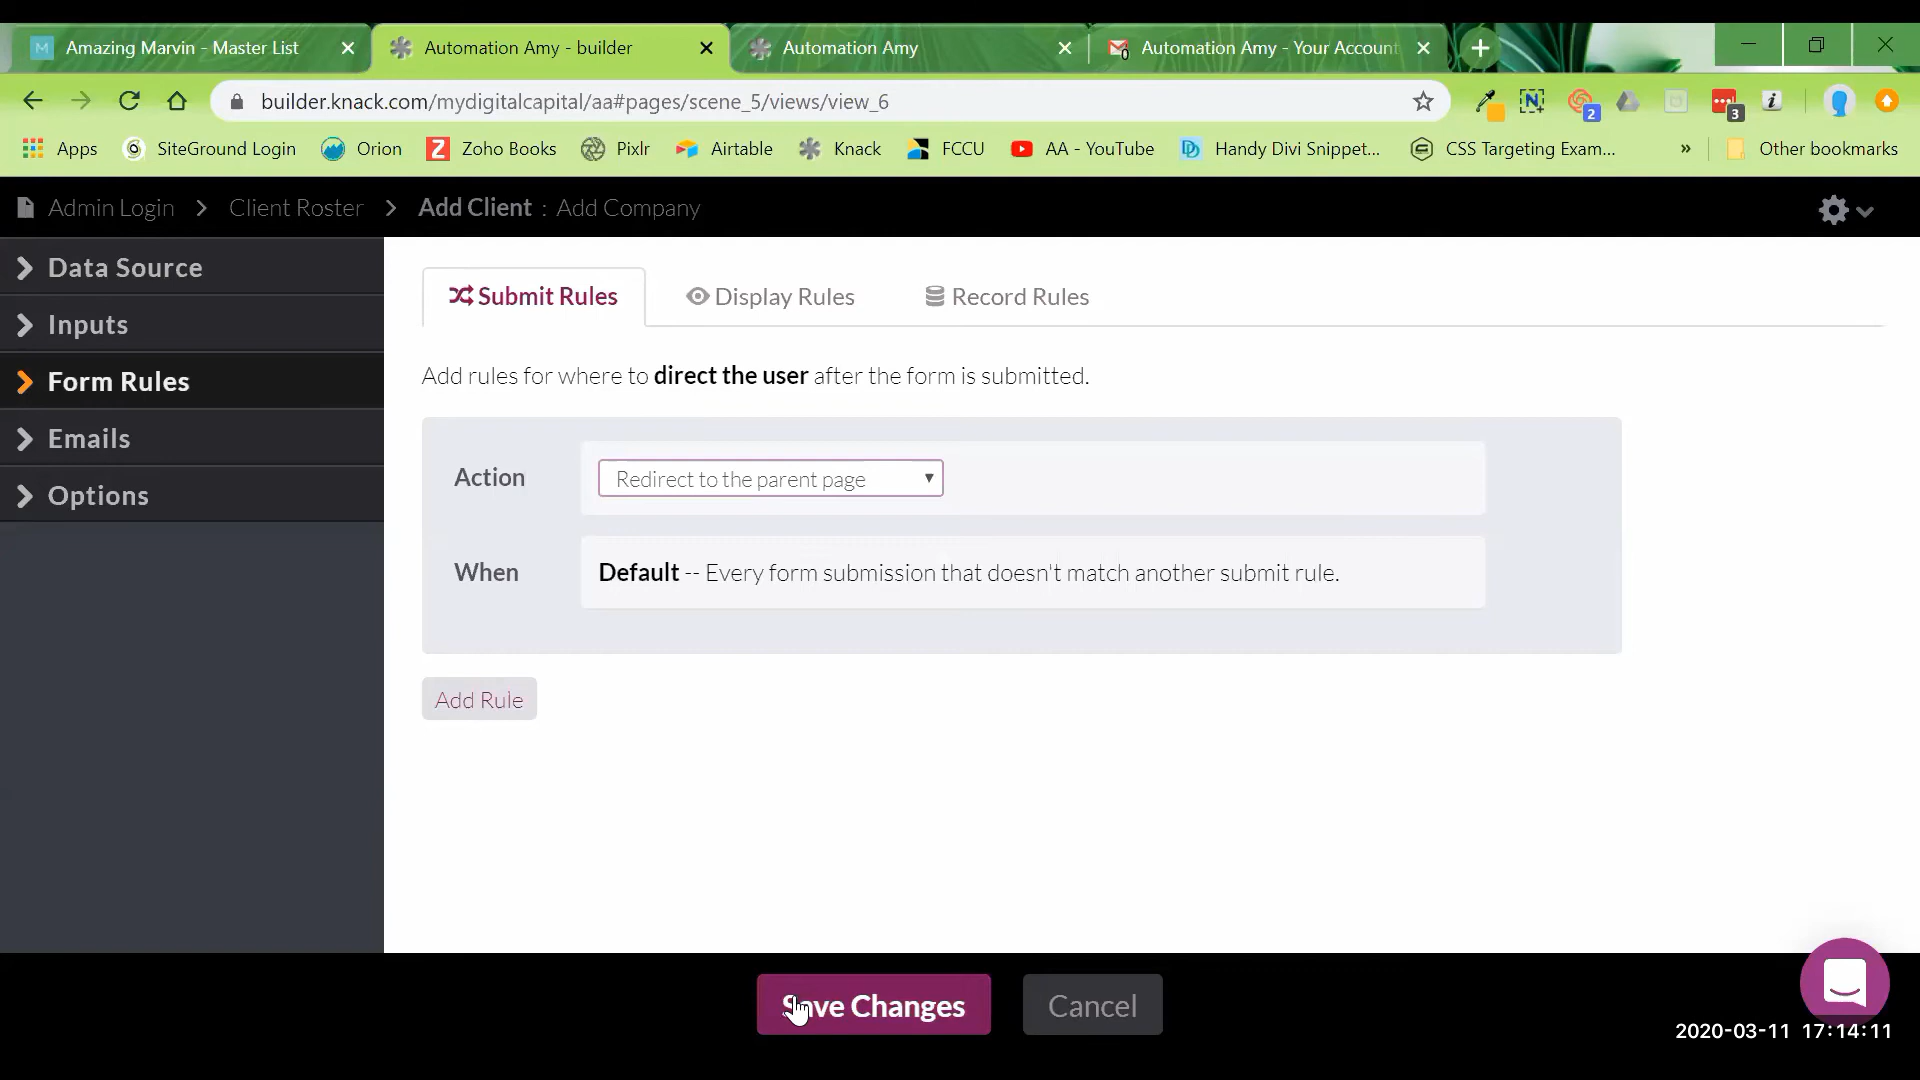 Amazing Marvin - Master List
Automation Amy - builder
Automation Amy
0
Automation Amy - Your Account
builder.knack.com/mydigitalcapital/aa#pages/scene_5/views/view_6
2
3
Apps
SiteGround Login
Orion
Zoho Books
Pixlr
Airtable
Knack
FCCU
AA - YouTube
Handy Divi Snippet...
CSS Targeting Exam...
»
Other bookmarks
Admin Login > Client Roster > Add Client : Add Company
Data Source
Inputs
Form Rules
Emails
Options
Submit Rules
Display Rules
Record Rules
Add rules for where to direct the user after the form is submitted.
Action
Redirect to the parent page
When
Default -- Every form submission that doesn't match another submit rule.
Add Rule
Save Changes
Cancel
2020-03-11 17:14:11